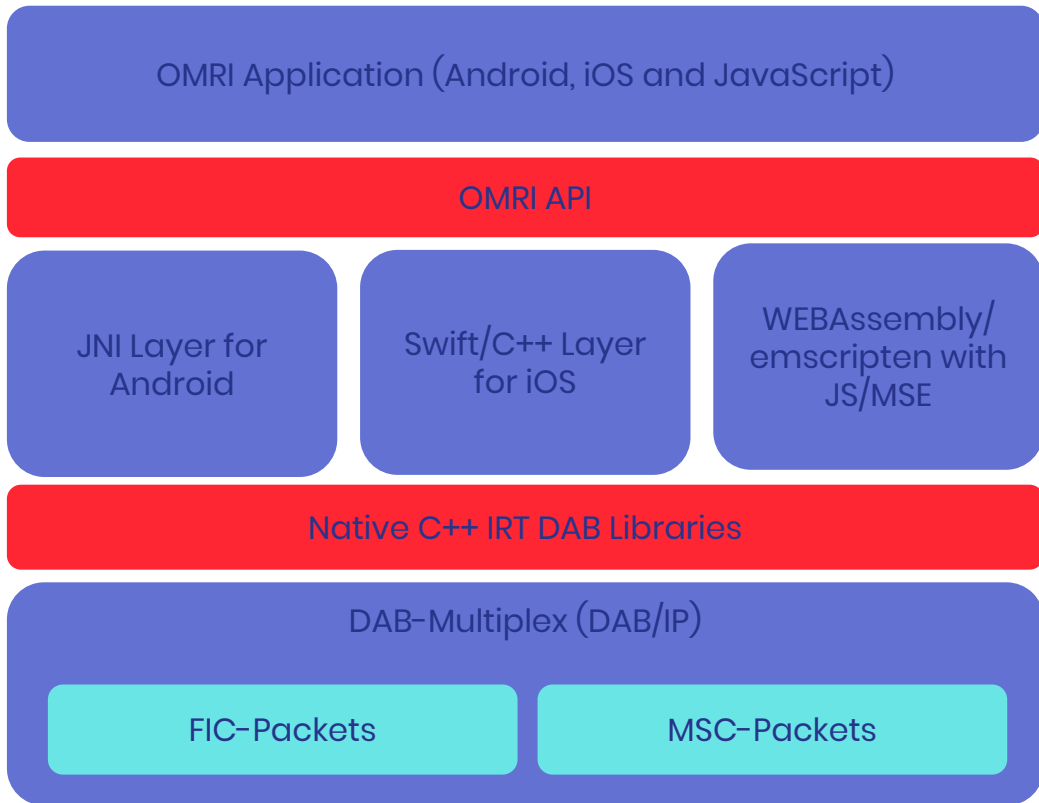 OMRI Application (Android, iOS and JavaScript)
OMRI API
JNI Layer for
Android
Swift/C++ Layer
for iOS
WEBAssembly/
emscripten with
JS/MSE
Native C++ IRT DAB Libraries
DAB-Multiplex (DAB/IP)
FIC-Packets
MSC-Packets